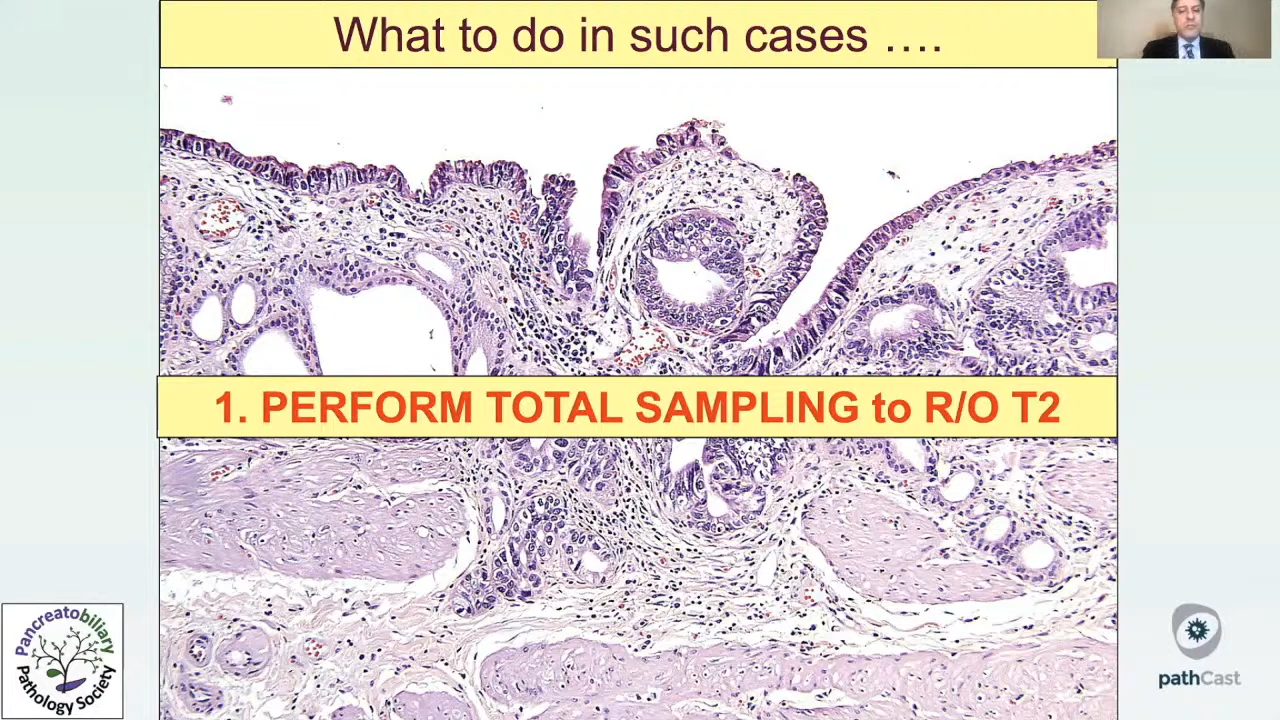 What to do in such cases ….
1. PERFORM TOTAL SAMPLING to R/O T2
Pancreatobiliary
Pathology Society
pathCast